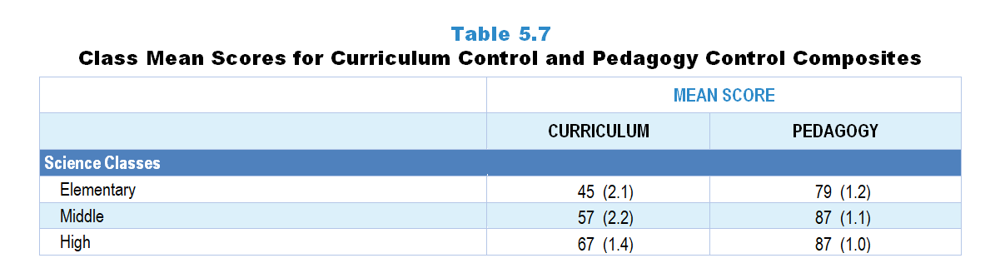 Table 5.7
Class Mean Scores for Curriculum Control and Pedagogy Control Composites
MEAN SCORE
CURRICULUM PEDAGOGY
Science Classes
Elementary 45 (2.1) 79 (1.2)
Middle 57 (2.2) 87 (1.1)
High 67 (1.4) 87 (1.0)